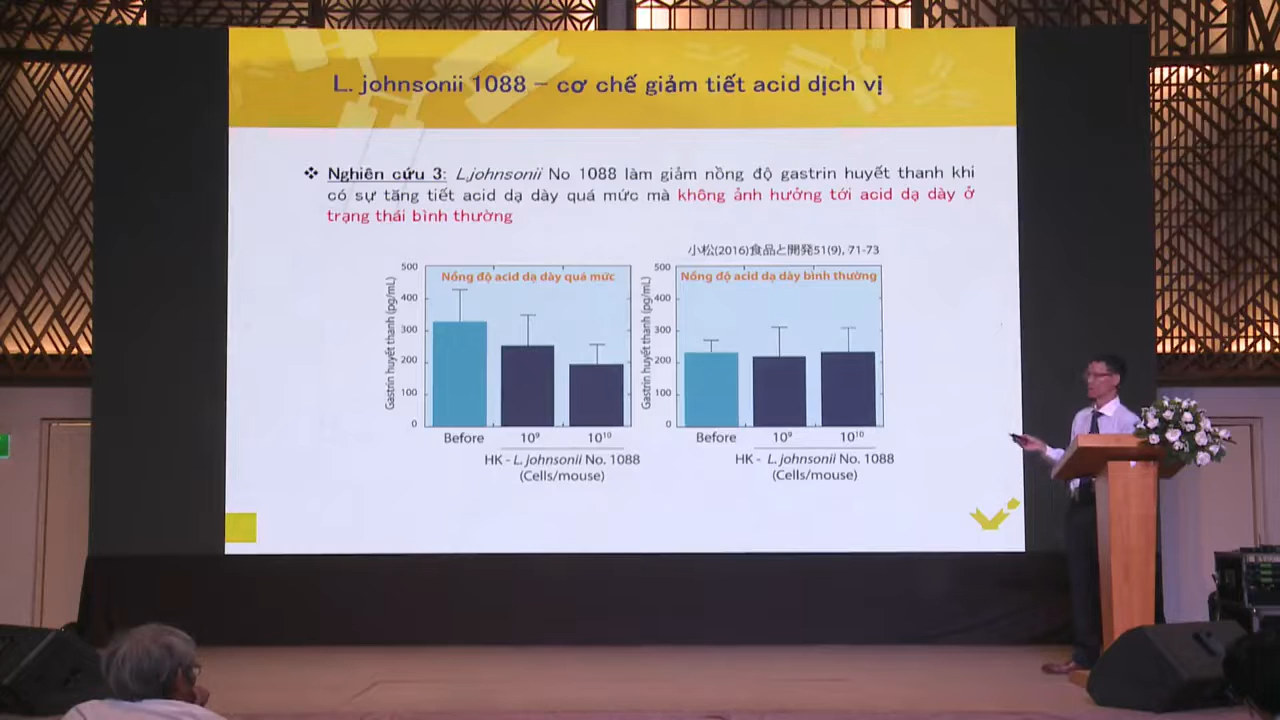 L. johnsonii 1088 – cơ chế giảm tiết acid dịch vị
❖ Nghiên cứu 3: L.johnsonii No 1088 làm giảm nồng độ gastrin huyết thanh khi
có sự tăng tiết acid dạ dày quá mức mà không ảnh hưởng tới acid dạ dày ở
trạng thái bình thường
小松(2016)食品と開発51(9), 71-73
Nồng độ acid dạ dày quá mức
Gastrin huyết thanh (pg/mL)
500
400
300
200
100
0
Before 10⁹ 10¹⁰
HK - L. johnsonii No. 1088
(Cells/mouse)
Nồng độ acid dạ dày bình thường
Gastrin huyết thanh (pg/mL)
500
400
300
200
100
0
Before 10⁹ 10¹⁰
HK - L. johnsonii No. 1088
(Cells/mouse)